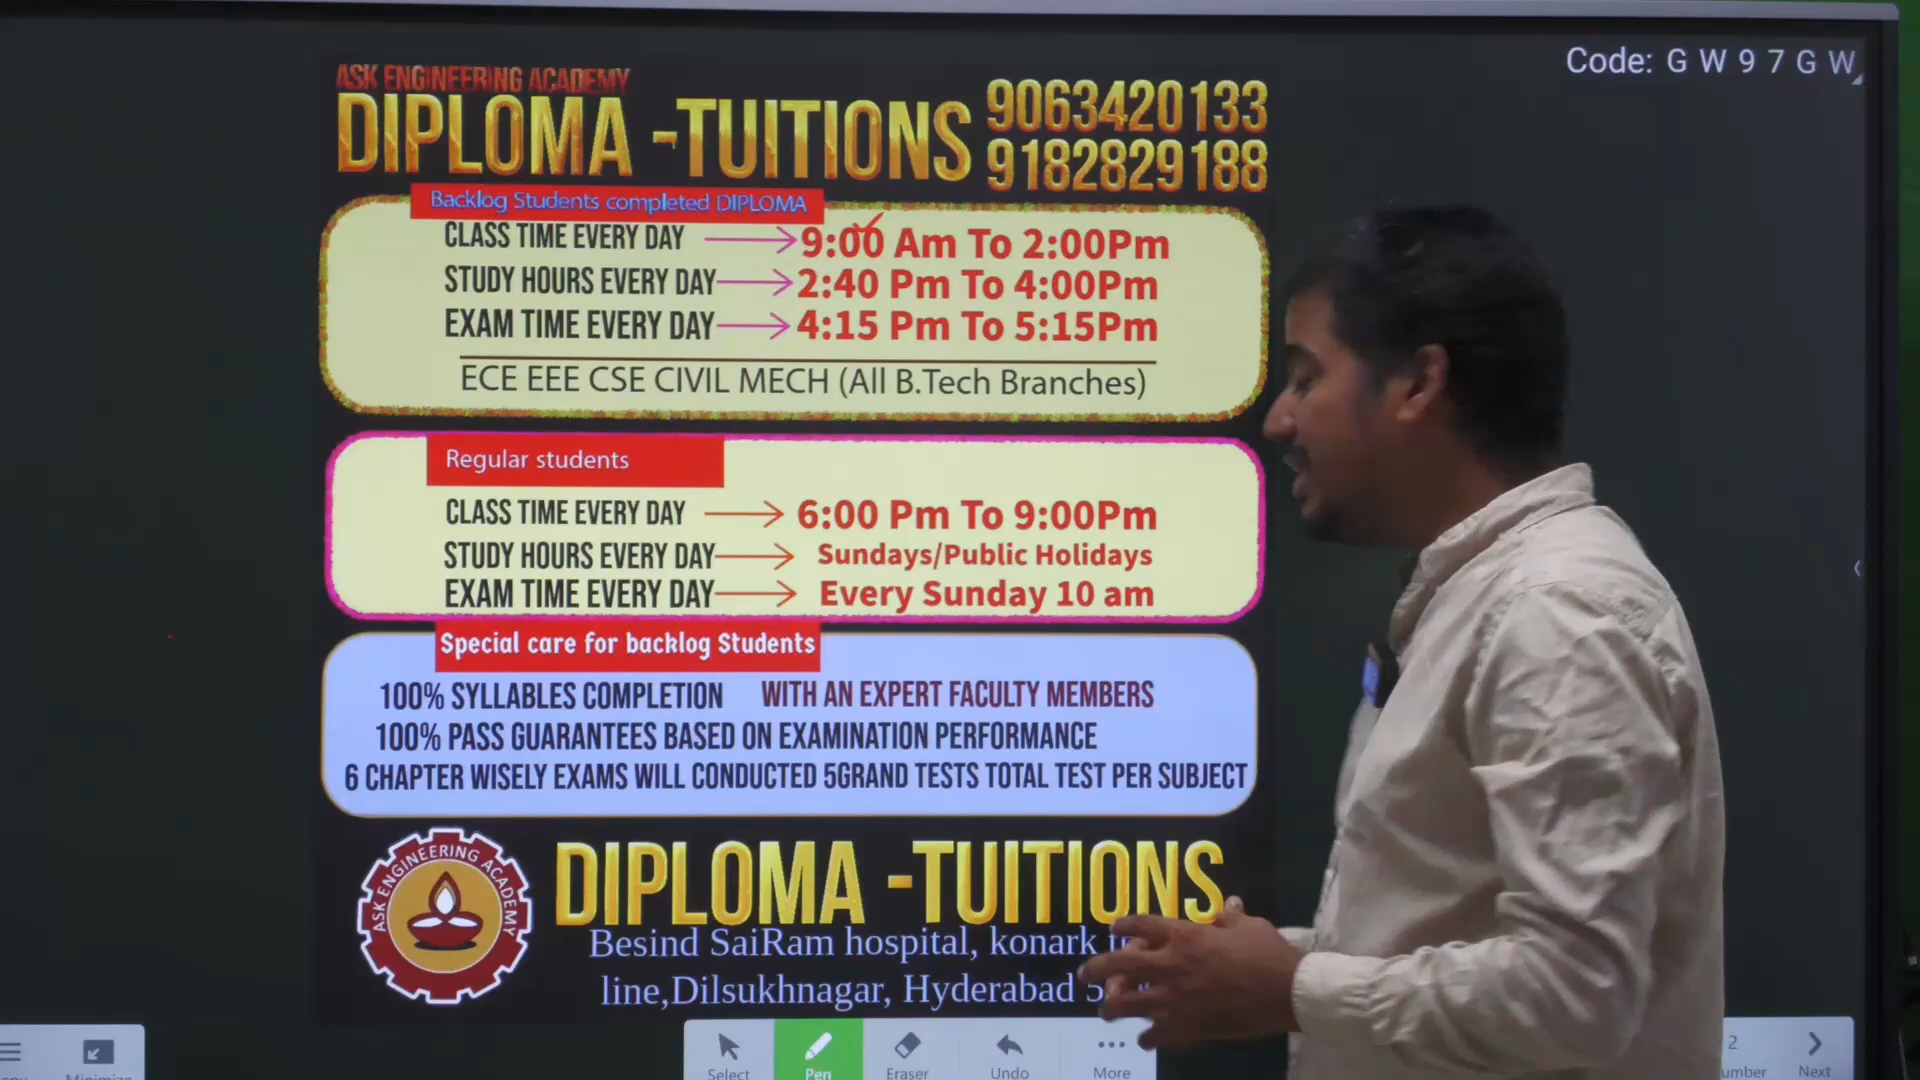 Code: G W 9 7 G W
ASK ENGINEERING ACADEMY
DIPLOMA -TUITIONS
9063420133
9182829188
Backlog Students completed DIPLOMA
CLASS TIME EVERY DAY 9:00 Am To 2:00Pm
STUDY HOURS EVERY DAY 2:40 Pm To 4:00Pm
EXAM TIME EVERY DAY 4:15 Pm To 5:15Pm
ECE EEE CSE CIVIL MECH (All B.Tech Branches)
Regular students
CLASS TIME EVERY DAY 6:00 Pm To 9:00Pm
STUDY HOURS EVERY DAY Sundays/Public Holidays
EXAM TIME EVERY DAY Every Sunday 10 am
Special care for backlog Students
100% SYLLABLES COMPLETION WITH AN EXPERT FACULTY MEMBERS
100% PASS GUARANTEES BASED ON EXAMINATION PERFORMANCE
6 CHAPTER WISELY EXAMS WILL CONDUCTED 5GRAND TESTS TOTAL TEST PER SUBJECT
ASK ENGINEERING ACADEMY
DIPLOMA -TUITIONS
Besind SaiRam hospital, konark
line,Dilsukhnagar, Hyderabad
Minimize
Select
Pen
Eraser
Undo
More
2
Next